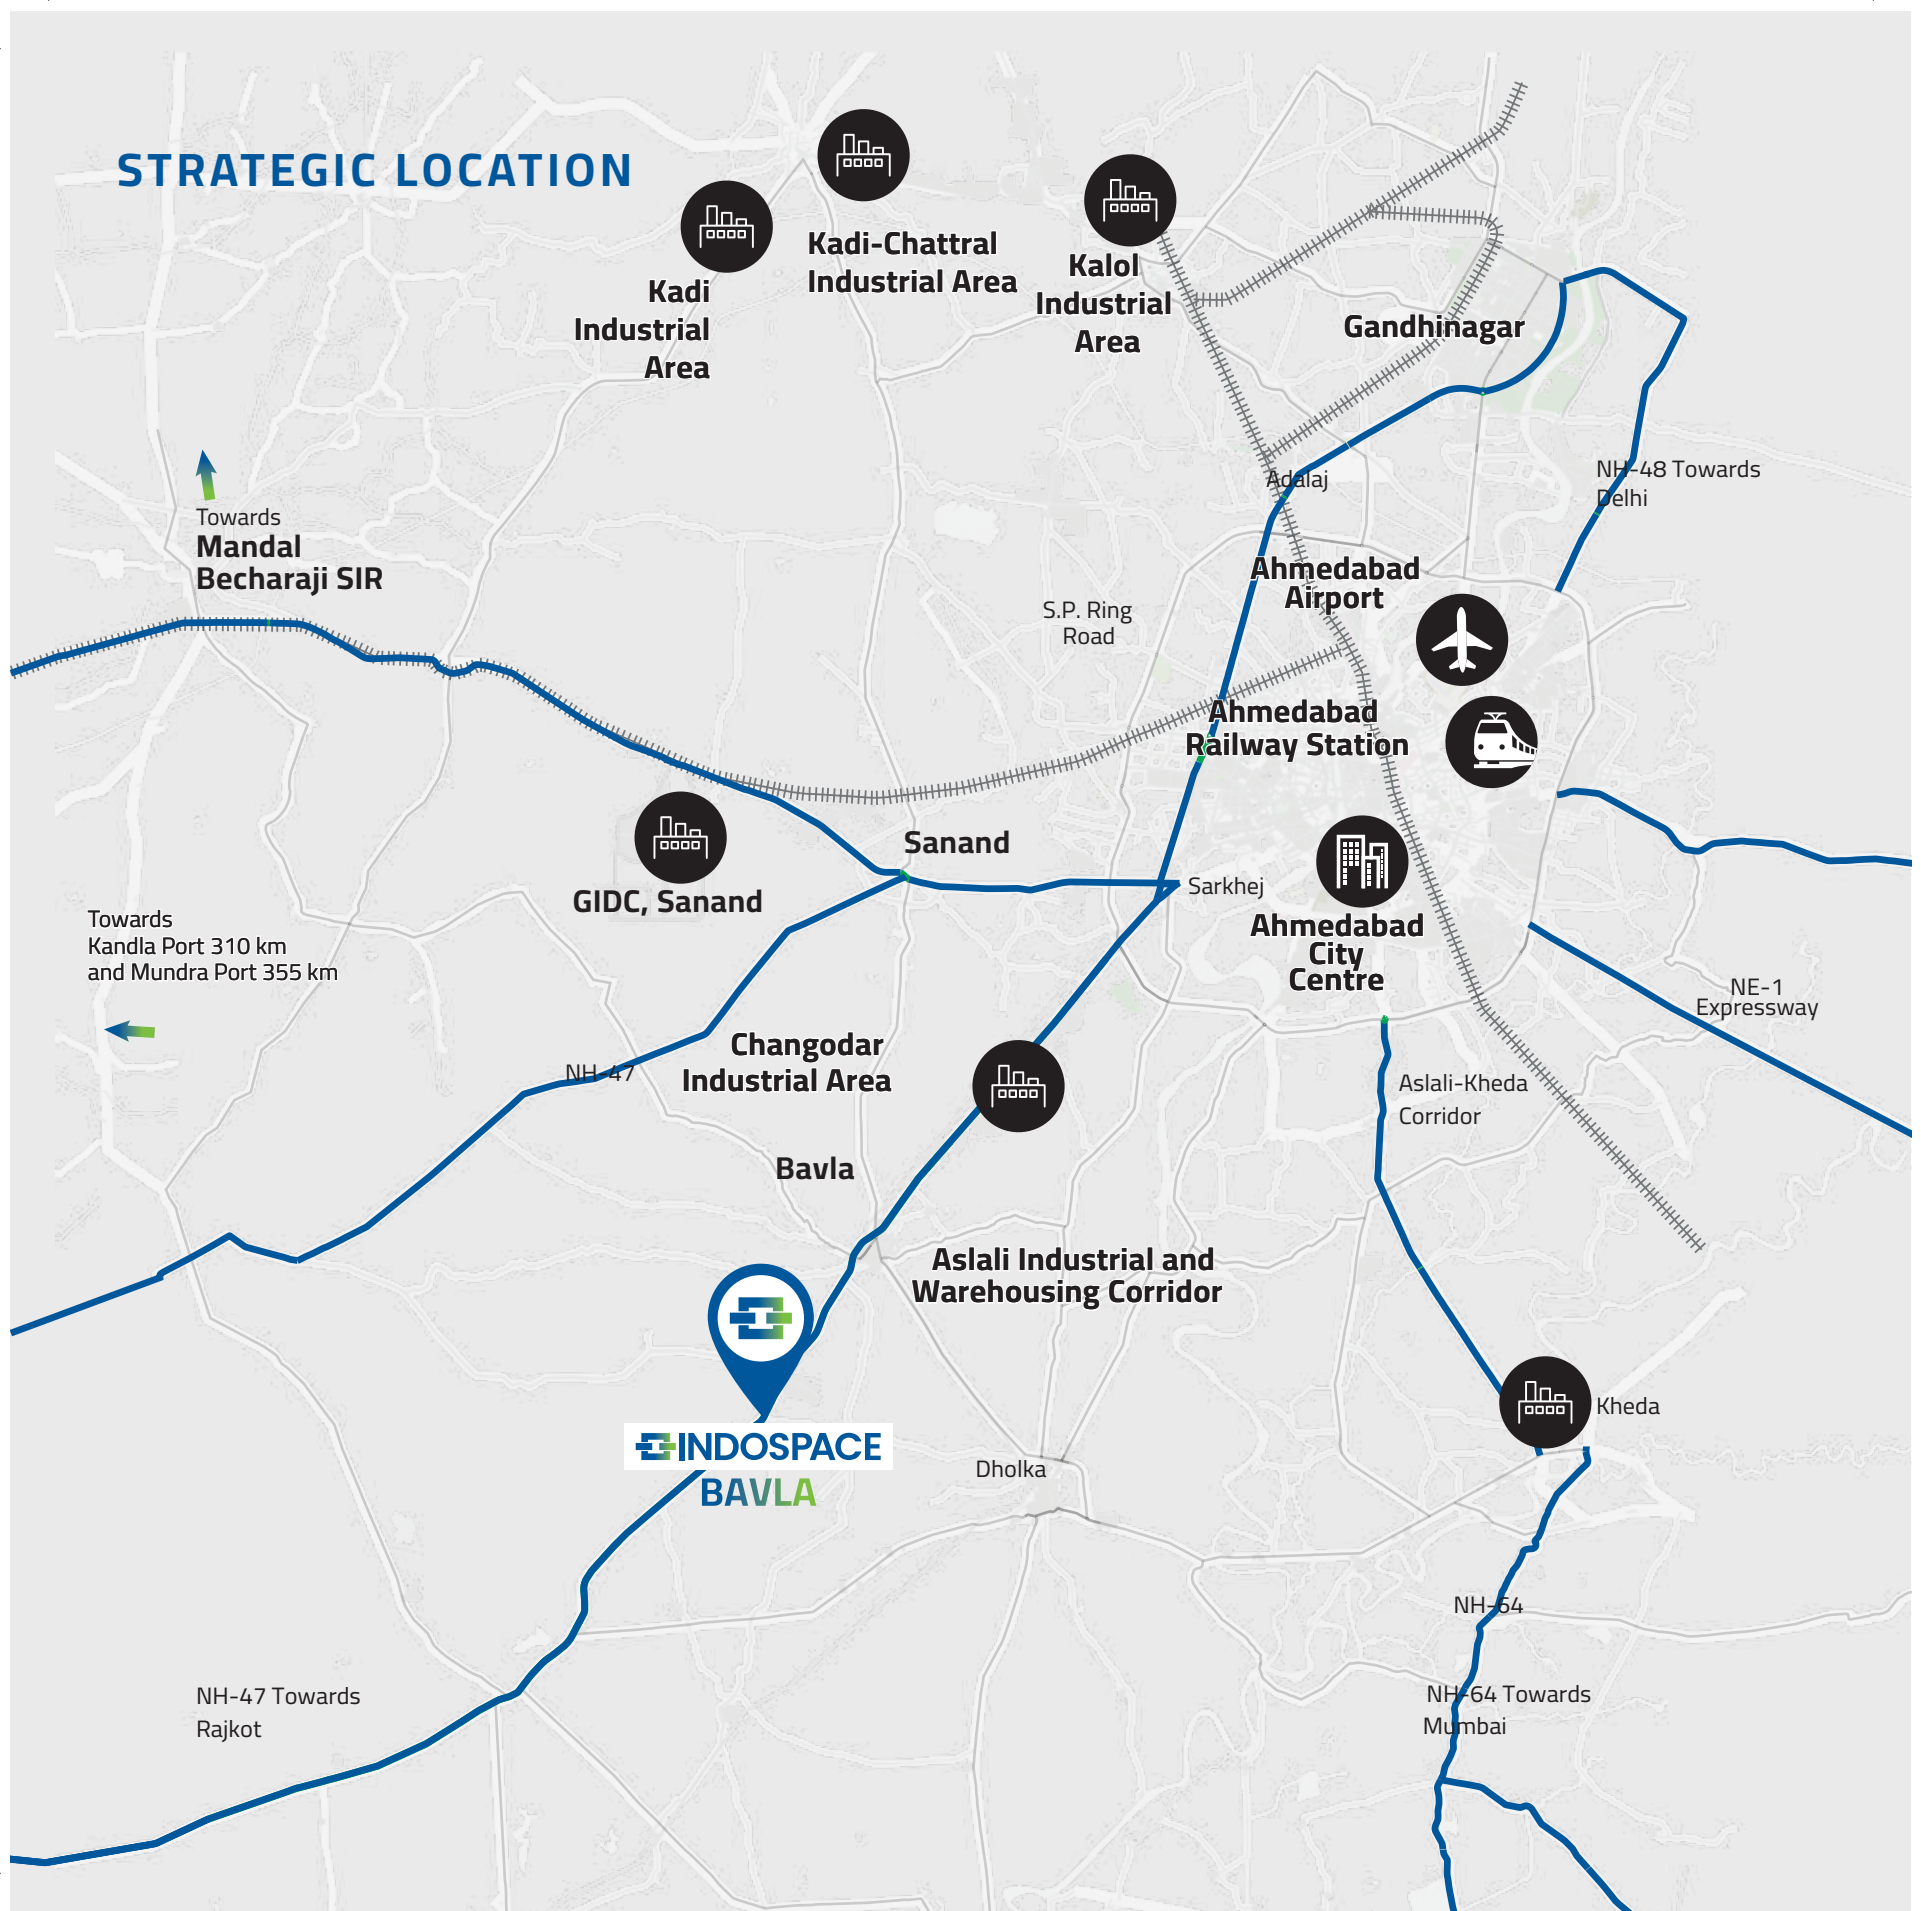 STRATEGIC LOCATION
Kadi-Chattral
Industrial Area
Kadi
Industrial
Area
Kalol
Industrial
Area
Gandhinagar
Adalaj
NH-48 Towards
Delhi
Towards
Mandal
Becharaji SIR
Ahmedabad
Airport
S.P. Ring
Road
Ahmedabad
Railway Station
Sanand
GIDC, Sanand
Sarkhej
Ahmedabad
City
Centre
Towards
Kandla Port 310 km
and Mundra Port 355 km
NE-1
Expressway
NH-47
Changodar
Industrial Area
Aslali-Kheda
Corridor
Bavla
Aslali Industrial and
Warehousing Corridor
INDOSPACE
BAVLA
Kheda
Dholka
NH-64
NH-47 Towards
Rajkot
NH-64 Towards
Mumbai